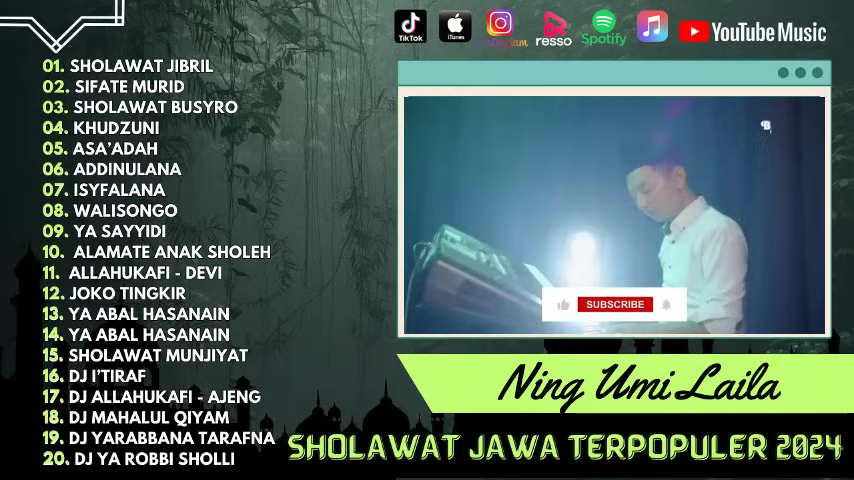 TikTok
iTunes
Instagram
resso
Spotify
YouTube Music
01. SHOLAWAT JIBRIL
02. SIFATE MURID
03. SHOLAWAT BUSYRO
04. KHUDZUNI
05. ASA'ADAH
06. ADDINULANA
07. ISYFALANA
08. WALISONGO
09. YA SAYYIDI
10. ALAMATE ANAK SHOLEH
11. ALLAHUKAFI - DEVI
12. JOKO TINGKIR
13. YA ABAL HASANAIN
14. YA ABAL HASANAIN
15. SHOLAWAT MUNJIYAT
16. DJ I'TIRAF
17. DJ ALLAHUKAFI - AJENG
18. DJ MAHALUL QIYAM
19. DJ YARABBANA TARAFNA
20. DJ YA ROBBI SHOLLI
SUBSCRIBE
Ning Umi Laila
SHOLAWAT JAWA TERPOPULER 2024